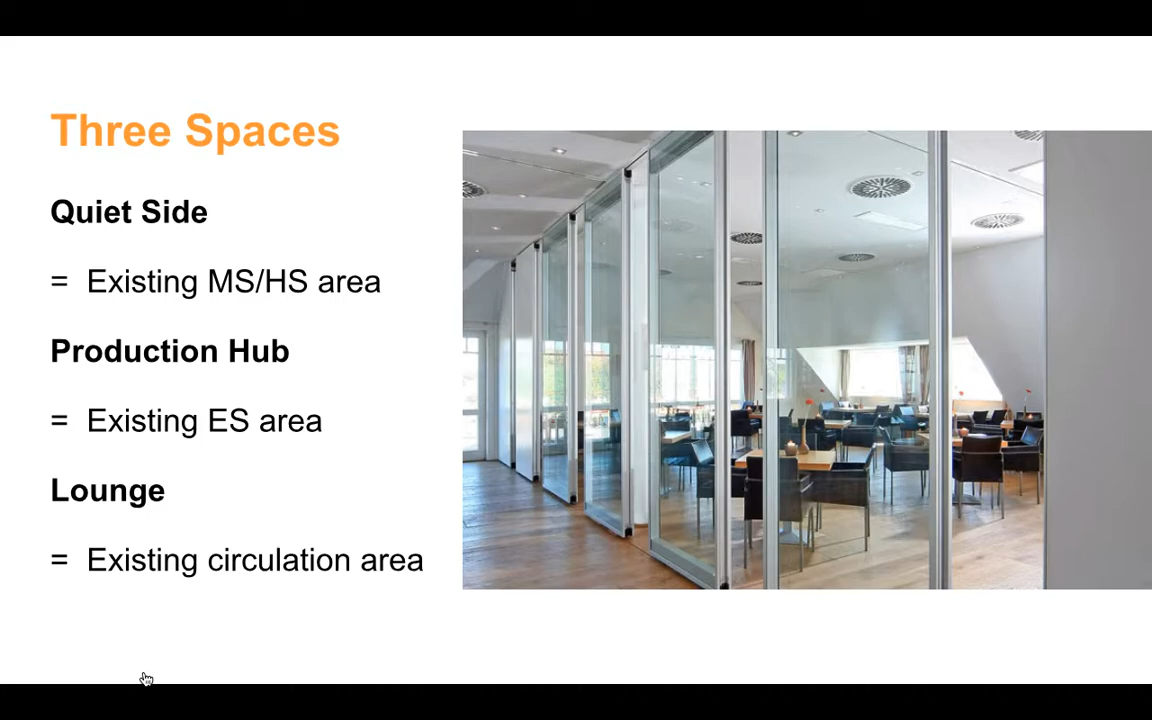 Three Spaces
Quiet Side
= Existing MS/HS area
Production Hub
= Existing ES area
Lounge
= Existing circulation area